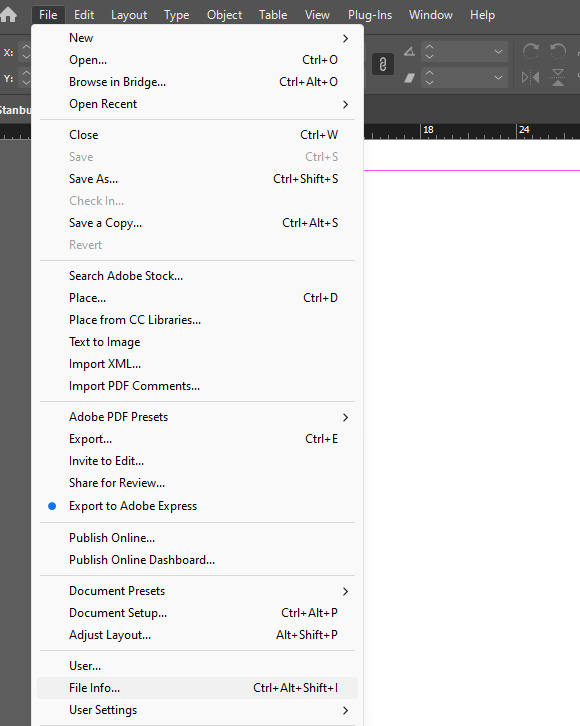 File Edit Layout Type Object Table View Plug-Ins Window Help
X:
Y:
Stanbu
18 24
New
Open... Ctrl+O
Browse in Bridge... Ctrl+Alt+O
Open Recent
Close Ctrl+W
Save Ctrl+S
Save As... Ctrl+Shift+S
Check In...
Save a Copy... Ctrl+Alt+S
Revert
Search Adobe Stock...
Place... Ctrl+D
Place from CC Libraries...
Text to Image
Import XML...
Import PDF Comments...
Adobe PDF Presets
Export... Ctrl+E
Invite to Edit...
Share for Review...
Export to Adobe Express
Publish Online...
Publish Online Dashboard...
Document Presets
Document Setup... Ctrl+Alt+P
Adjust Layout... Alt+Shift+P
User...
File Info... Ctrl+Alt+Shift+I
User Settings